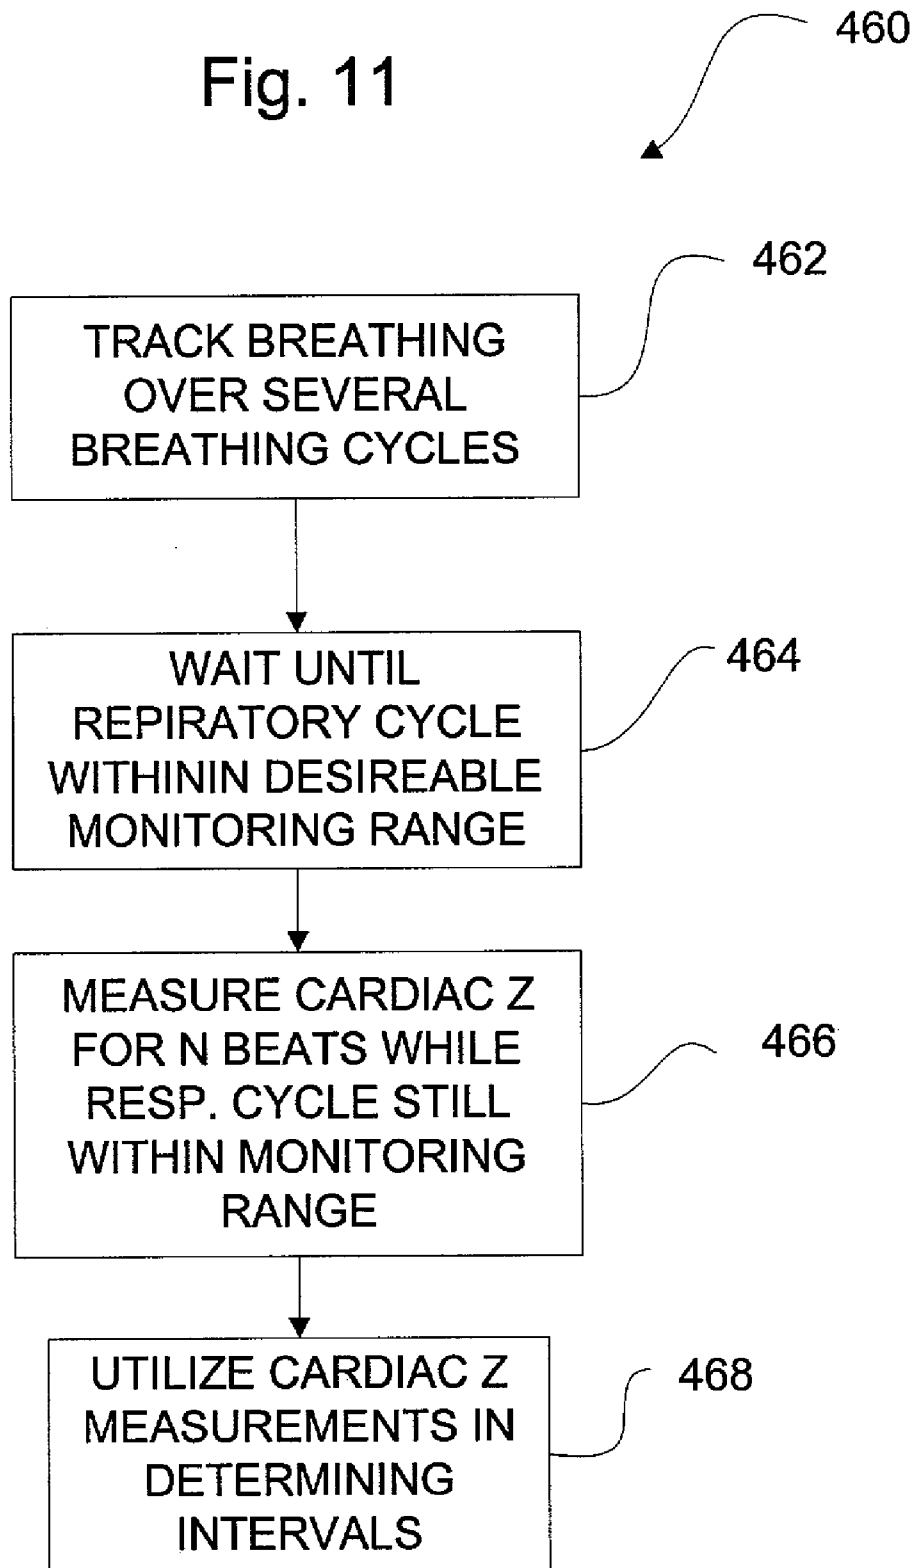 460
Fig. 11
462
TRACK BREATHING
OVER SEVERAL
BREATHING CYCLES
464
WAIT UNTIL
REPIRATORY CYCLE
WITHININ DESIREABLE
MONITORING RANGE
466
MEASURE CARDIAC Z
FOR N BEATS WHILE
RESP. CYCLE STILL
WITHIN MONITORING
RANGE
468
UTILIZE CARDIAC Z
MEASUREMENTS IN
DETERMINING
INTERVALS